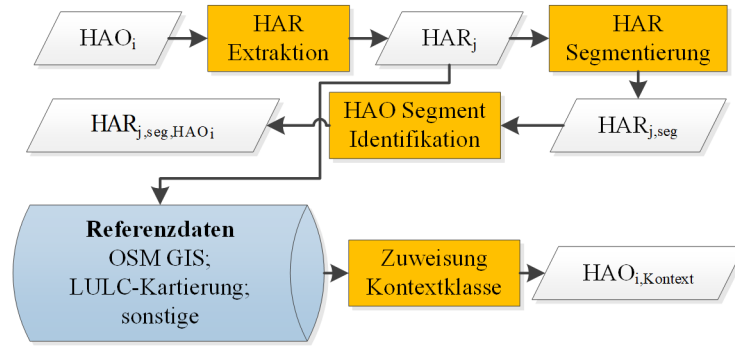 HAOᵢ
HAR
Extraktion
HARⱼ
HAR
Segmentierung
HARj,seg,HAOi
HAO Segment
Identifikation
HARj,seg
Referenzdaten
OSM GIS;
LULC-Kartierung;
sonstige
Zuweisung
Kontextklasse
HAOi,Kontext